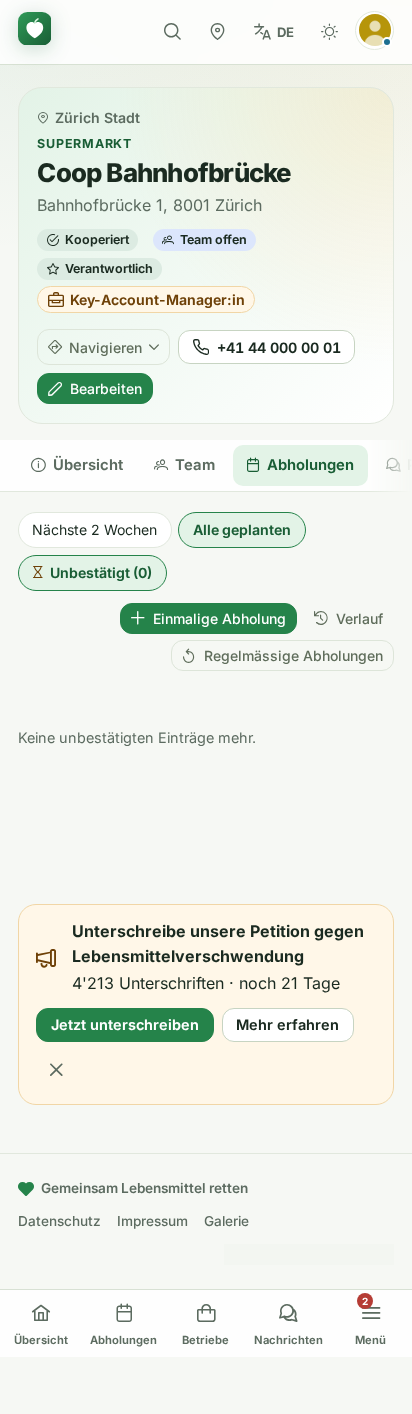 DE
Zürich Stadt
SUPERMARKT
Coop Bahnhofbrücke
Bahnhofbrücke 1, 8001 Zürich
Kooperiert
Team offen
Verantwortlich
Key-Account-Manager:in
Navigieren
+41 44 000 00 01
Bearbeiten
Übersicht
Team
Abholungen
Nächste 2 Wochen
Alle geplanten
Unbestätigt (0)
Einmalige Abholung
Verlauf
Regelmässige Abholungen
Keine unbestätigten Einträge mehr.
Unterschreibe unsere Petition gegen
Lebensmittelverschwendung
4'213 Unterschriften · noch 21 Tage
Jetzt unterschreiben
Mehr erfahren
Gemeinsam Lebensmittel retten
Datenschutz
Impressum
Galerie
2
Übersicht
Abholungen
Betriebe
Nachrichten
Menü